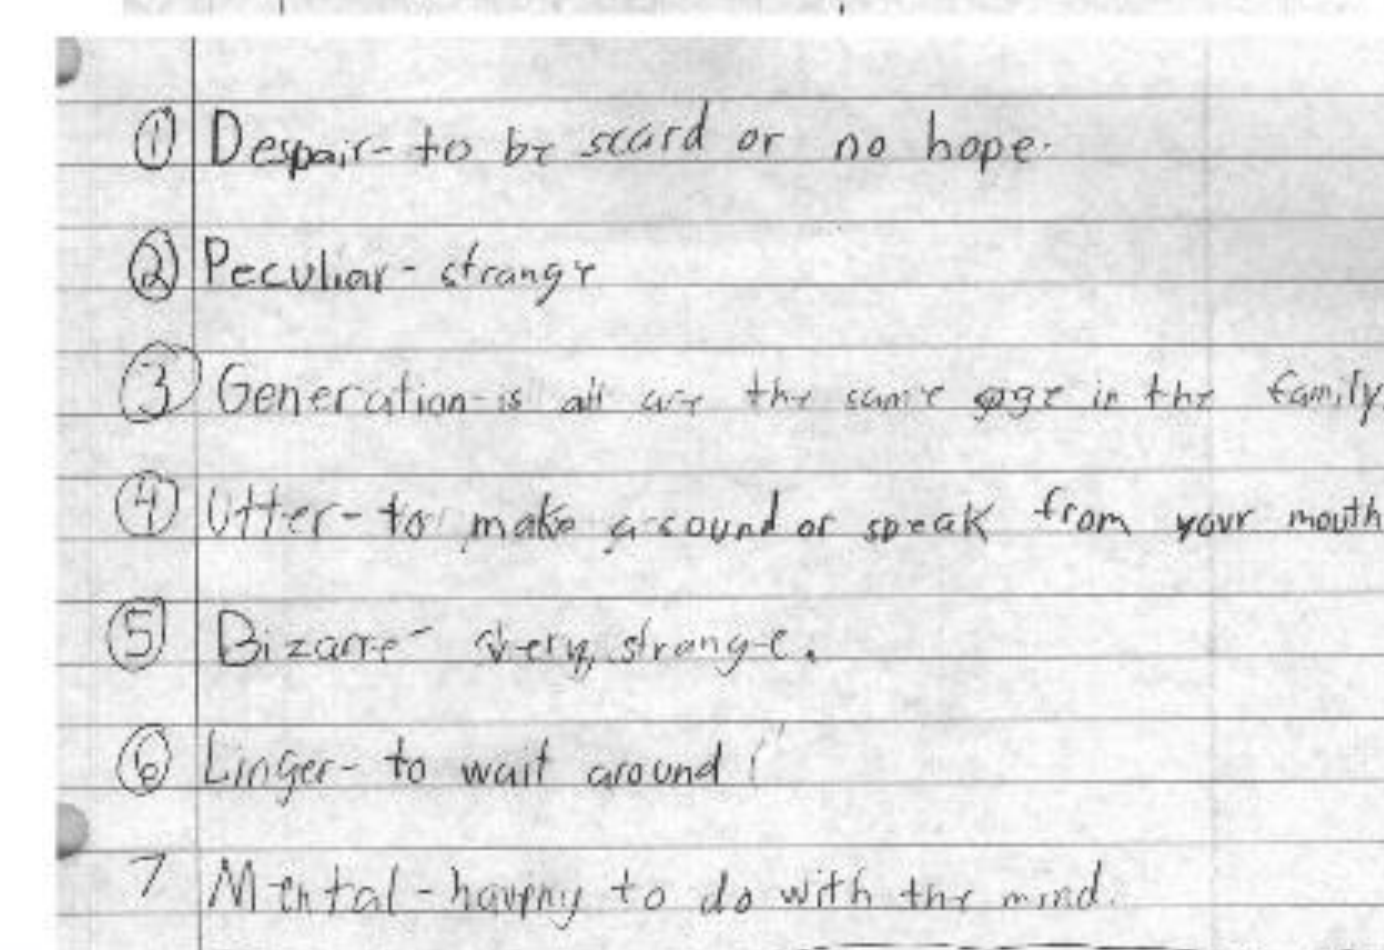 ① Despair- to be scard or no hope.
② Peculiar- strange
③ Generation-is all are the same age in the family.
④ Utter- to make a sound or speak from your mouth
⑤ Bizarre- very, strange.
⑥ Linger- to wait around
7 Mental- having to do with the mind.